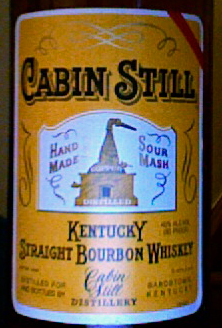 CABIN STILL
HAND MADE
SOUR MASH
DISTILLED
KENTUCKY
STRAIGHT BOURBON WHISKEY
DISTILLED FOR
AND BOTTLED BY
Cabin
Still
DISTILLERY
BARDSTOWN
KENTUCKY